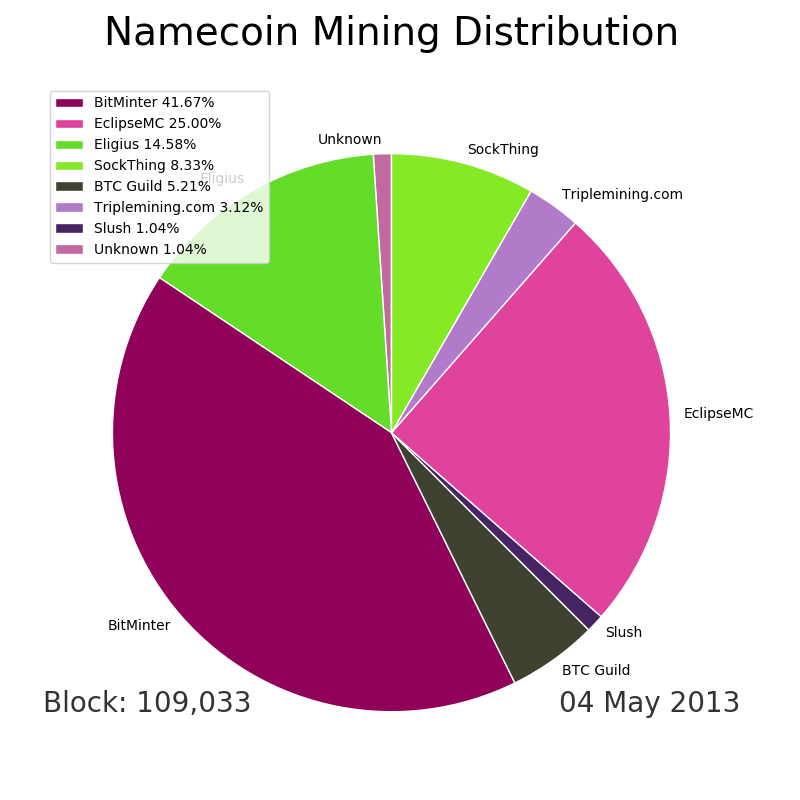 Namecoin Mining Distribution
BitMinter 41.67%
EclipseMC 25.00%
Eligius 14.58%
SockThing 8.33%
BTC Guild 5.21%
Triplemining.com 3.12%
Slush 1.04%
Unknown 1.04%
Unknown
SockThing
Eligius
Triplemining.com
EclipseMC
BitMinter
Slush
BTC Guild
Block: 109,033
04 May 2013